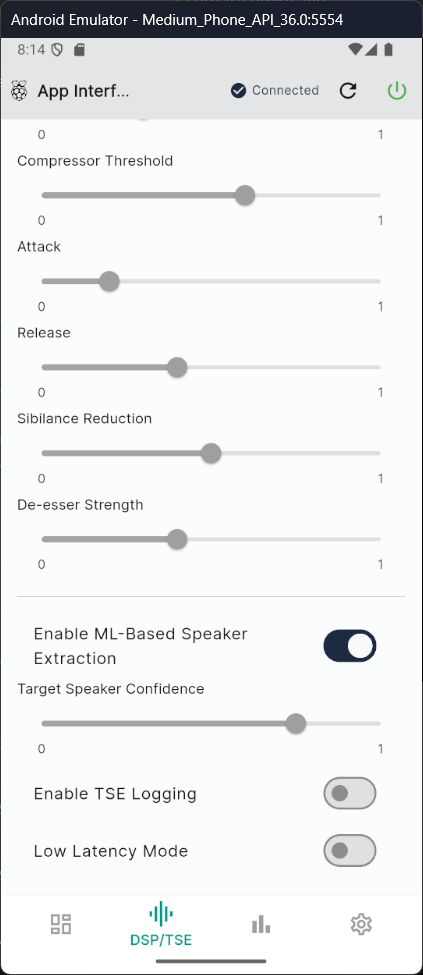 Android Emulator - Medium_Phone_API_36.0:5554
8:14
App Interf... Connected
0 1
Compressor Threshold
0 1
Attack
0 1
Release
0 1
Sibilance Reduction
0 1
De-esser Strength
0 1
Enable ML-Based Speaker
Extraction
Target Speaker Confidence
0 1
Enable TSE Logging
Low Latency Mode
DSP/TSE